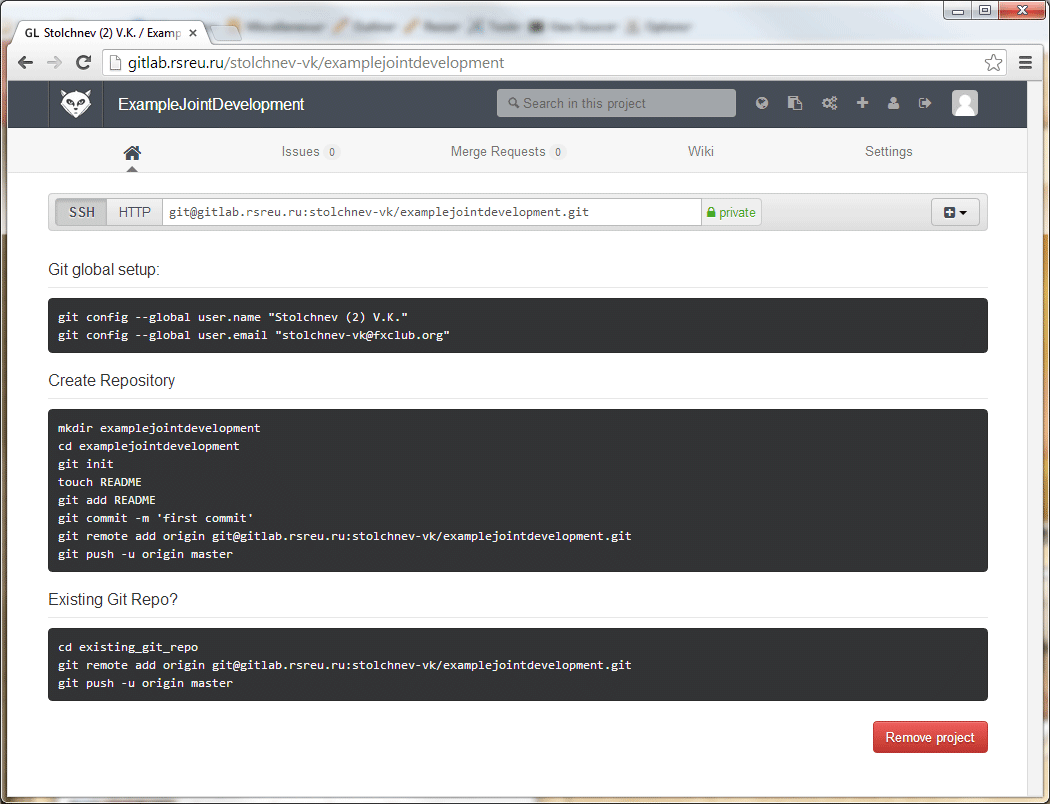 GL Stolchnev (2) V.K. / Examp
gitlab.rsreu.ru/stolchnev-vk/examplejointdevelopment
ExampleJointDevelopment
Search in this project
Issues 0
Merge Requests 0
Wiki
Settings
SSH
HTTP
git@gitlab.rsreu.ru:stolchnev-vk/examplejointdevelopment.git
private
Git global setup:
git config --global user.name "Stolchnev (2) V.K."
git config --global user.email "stolchnev-vk@fxclub.org"
Create Repository
mkdir examplejointdevelopment
cd examplejointdevelopment
git init
touch README
git add README
git commit -m 'first commit'
git remote add origin git@gitlab.rsreu.ru:stolchnev-vk/examplejointdevelopment.git
git push -u origin master
Existing Git Repo?
cd existing_git_repo
git remote add origin git@gitlab.rsreu.ru:stolchnev-vk/examplejointdevelopment.git
git push -u origin master
Remove project